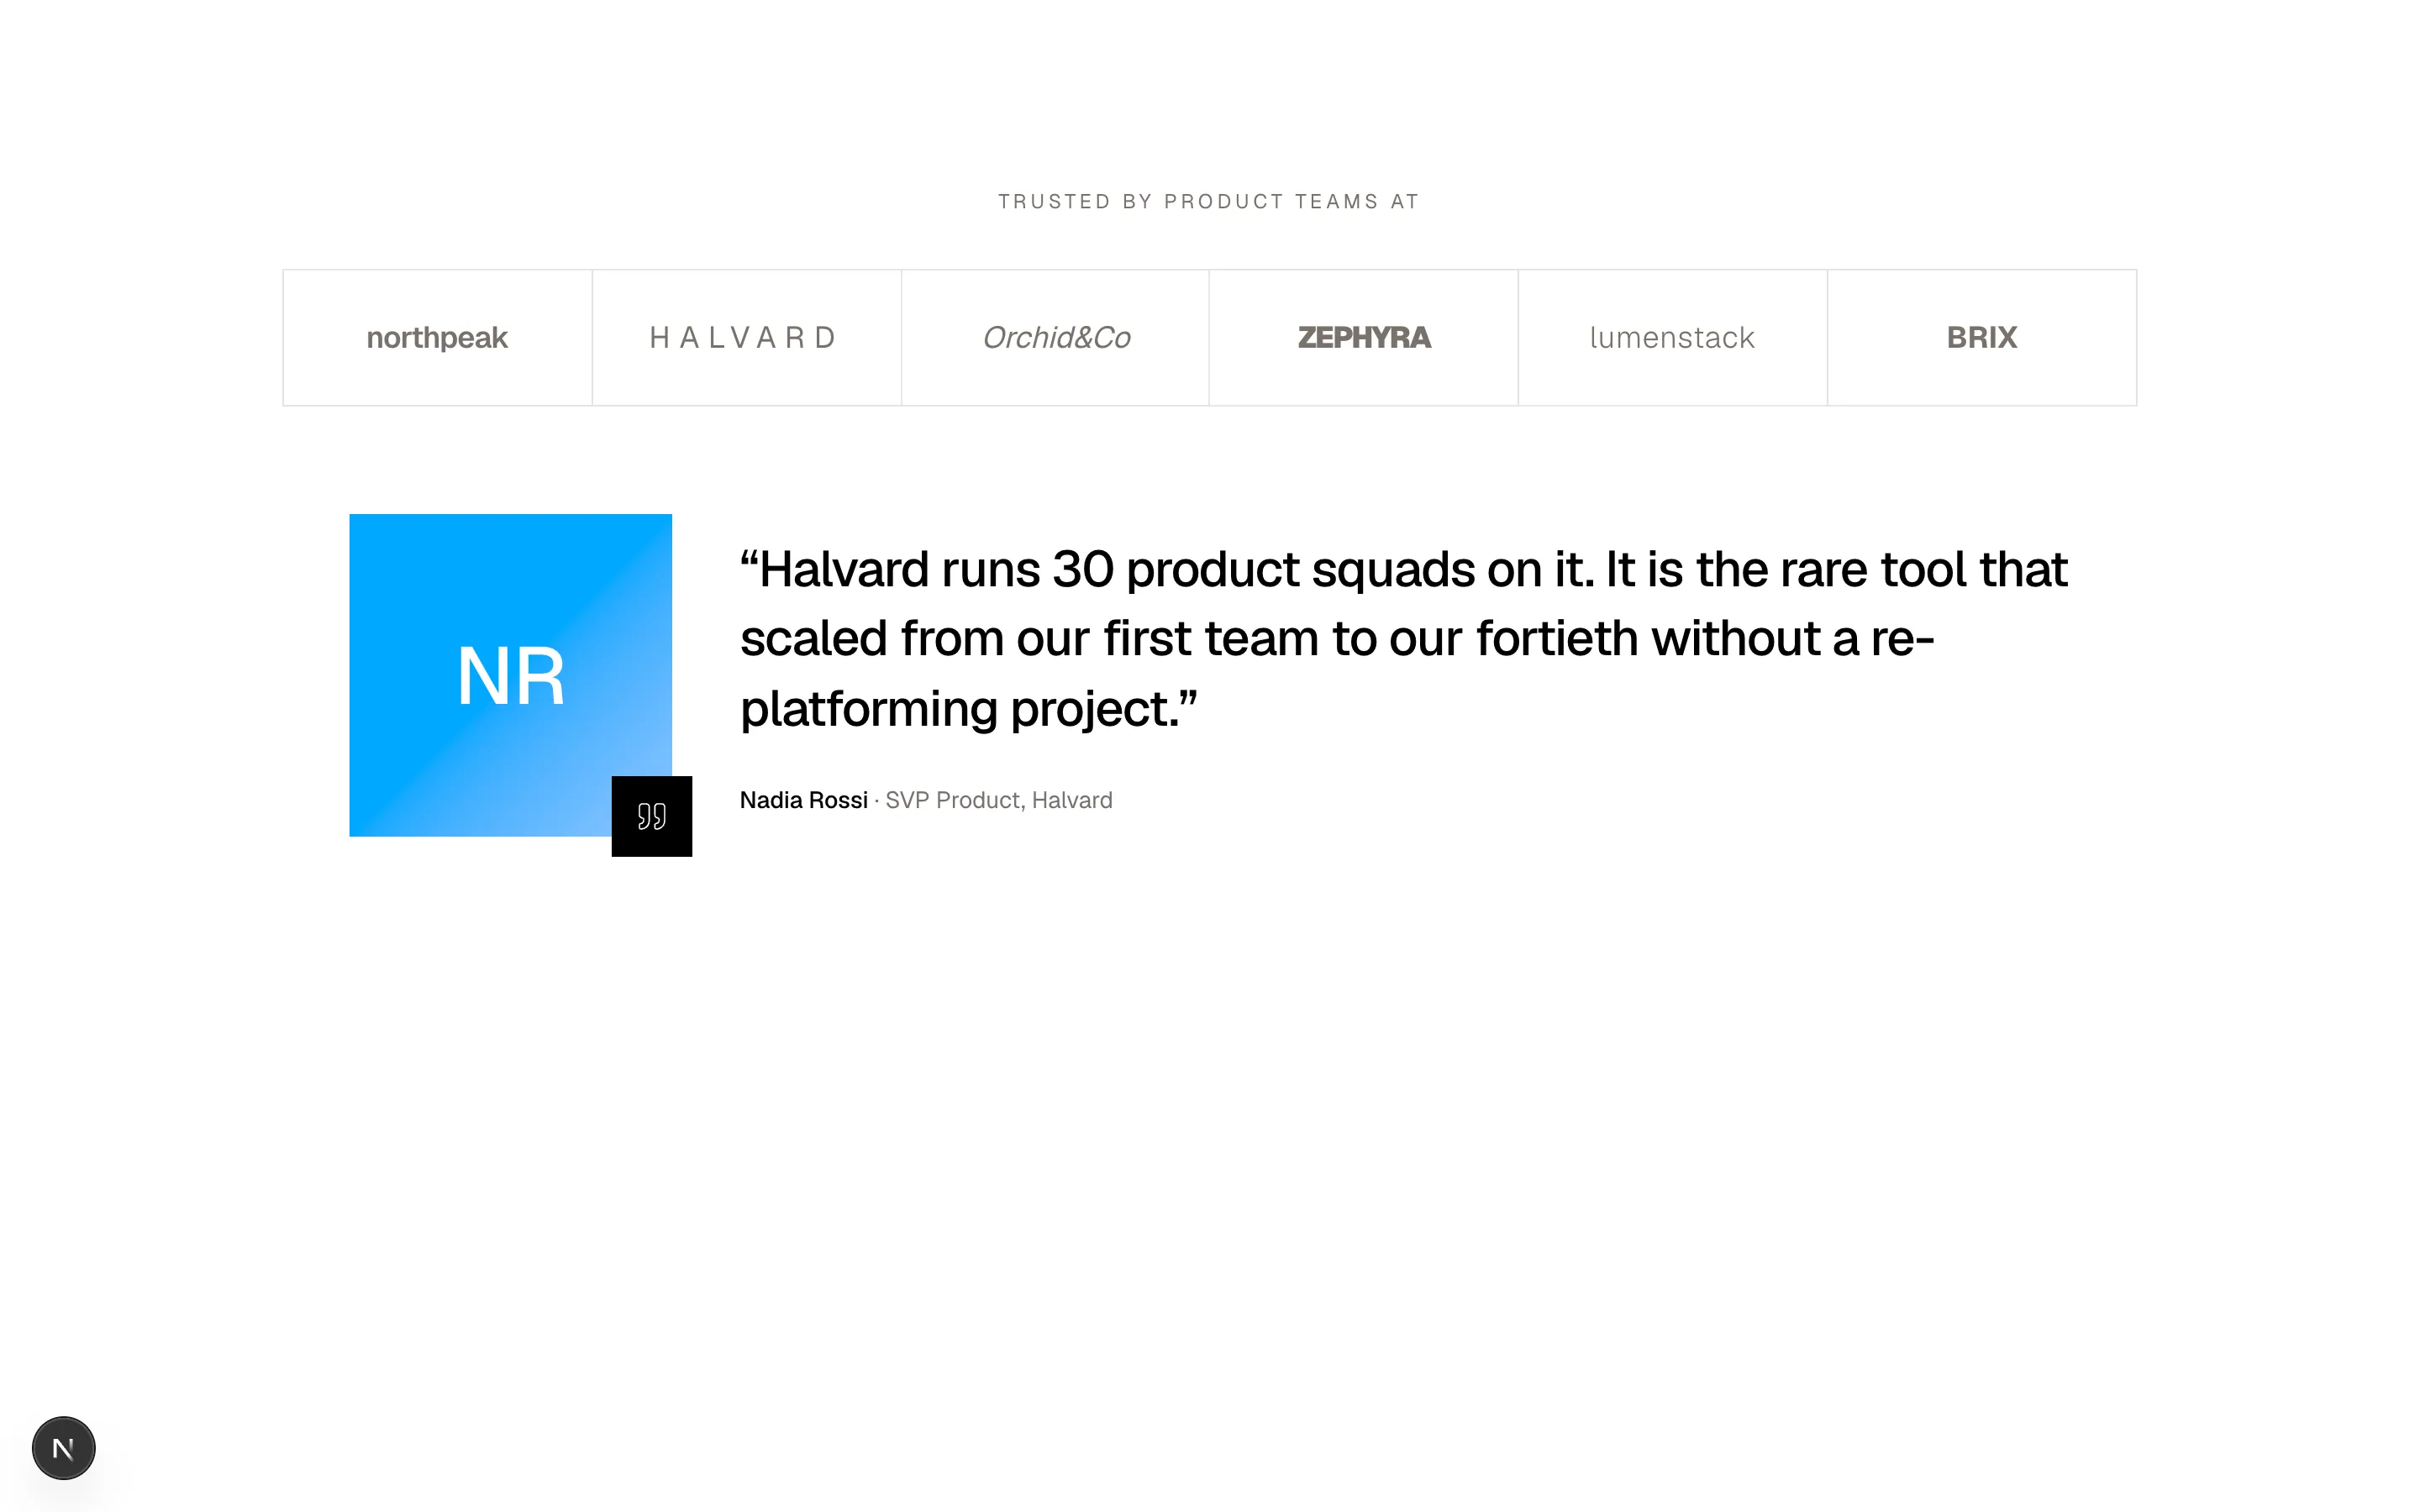 TRUSTED BY PRODUCT TEAMS AT
northpeak
HALVARD
Orchid&Co
ZEPHYRA
lumenstack
BRIX
NR
“Halvard runs 30 product squads on it. It is the rare tool that
scaled from our first team to our fortieth without a re-
platforming project.”
Nadia Rossi · SVP Product, Halvard
N